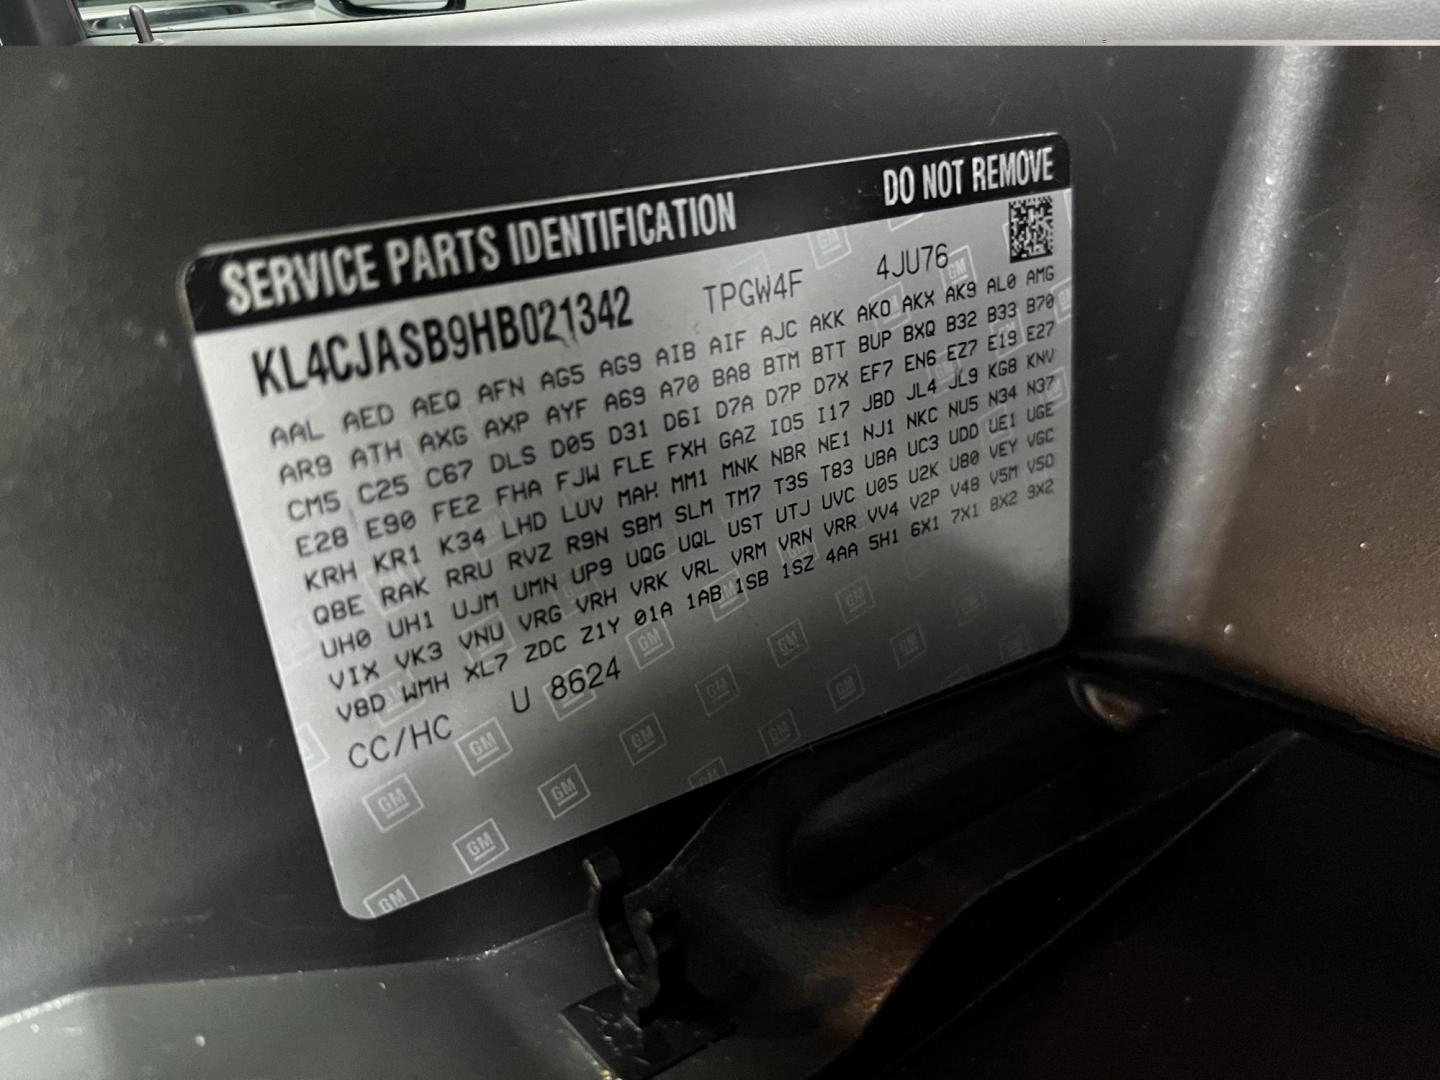 SERVICE PARTS IDENTIFICATION DO NOT REMOVE
KL4CJASB9HB021342 TPGW4F 4JU76
AAL AED AEQ AFN AG5 AG9 AIB AIF AJC AKK AKO AKX AK9 AL0 AMG
AR9 ATH AXG AXP AYF A69 A70 BA8 BTM BTT BUP BXQ B32 B33 B70
CM5 C25 C67 DLS D05 D31 D6I D7A D7P D7X EF7 EN6 EZ7 E19 E27
E28 E90 FE2 FHA FJW FLE FXH GAZ IO5 I17 JBD JL4 JL9 KG8 KNV
KRH KR1 K34 LHD LUV MAH MM1 MNK NBR NE1 NJ1 NKC NU5 N34 N37
Q8E RAK RRU RVZ R9N SBM SLM TM7 T3S T83 UBA UC3 UDD UE1 UGE
UH0 UH1 UJM UMN UP9 UQG UQL UST UTJ UVC U05 U2K U80 VEY VGC
VIX VK3 VNU VRG VRH VRK VRL VRM VRN VRR VV4 V2P V48 V5M V5D
V8D WMH XL7 ZDC Z1Y 01A 1AB 1SB 1SZ 4AA 5H1 6X1 7X1 8X2 9X2
CC/HC U 8624